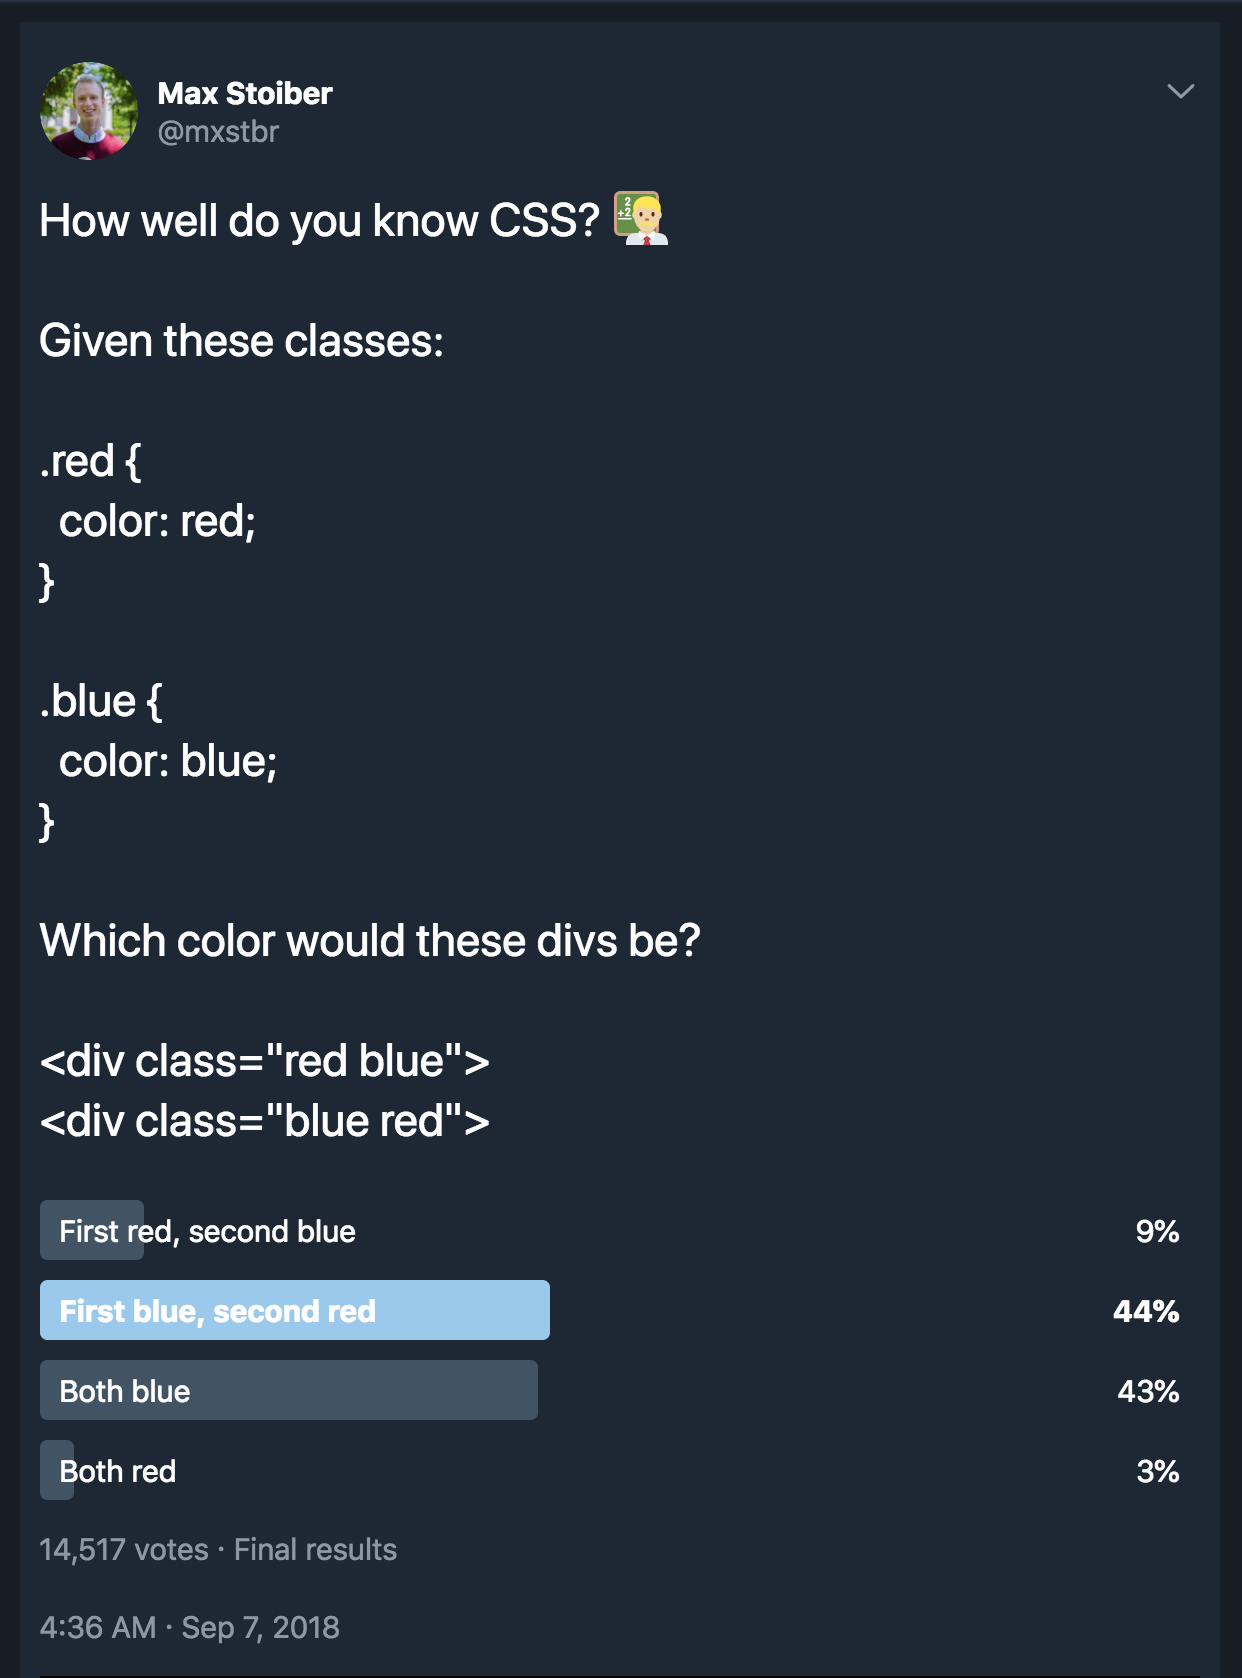 Max Stoiber
@mxstbr
How well do you know CSS? 👨🏼‍🏫
Given these classes:
.red {
  color: red;
}
.blue {
  color: blue;
}
Which color would these divs be?
<div class="red blue">
<div class="blue red">
First red, second blue 9%
First blue, second red 44%
Both blue 43%
Both red 3%
14,517 votes · Final results
4:36 AM · Sep 7, 2018